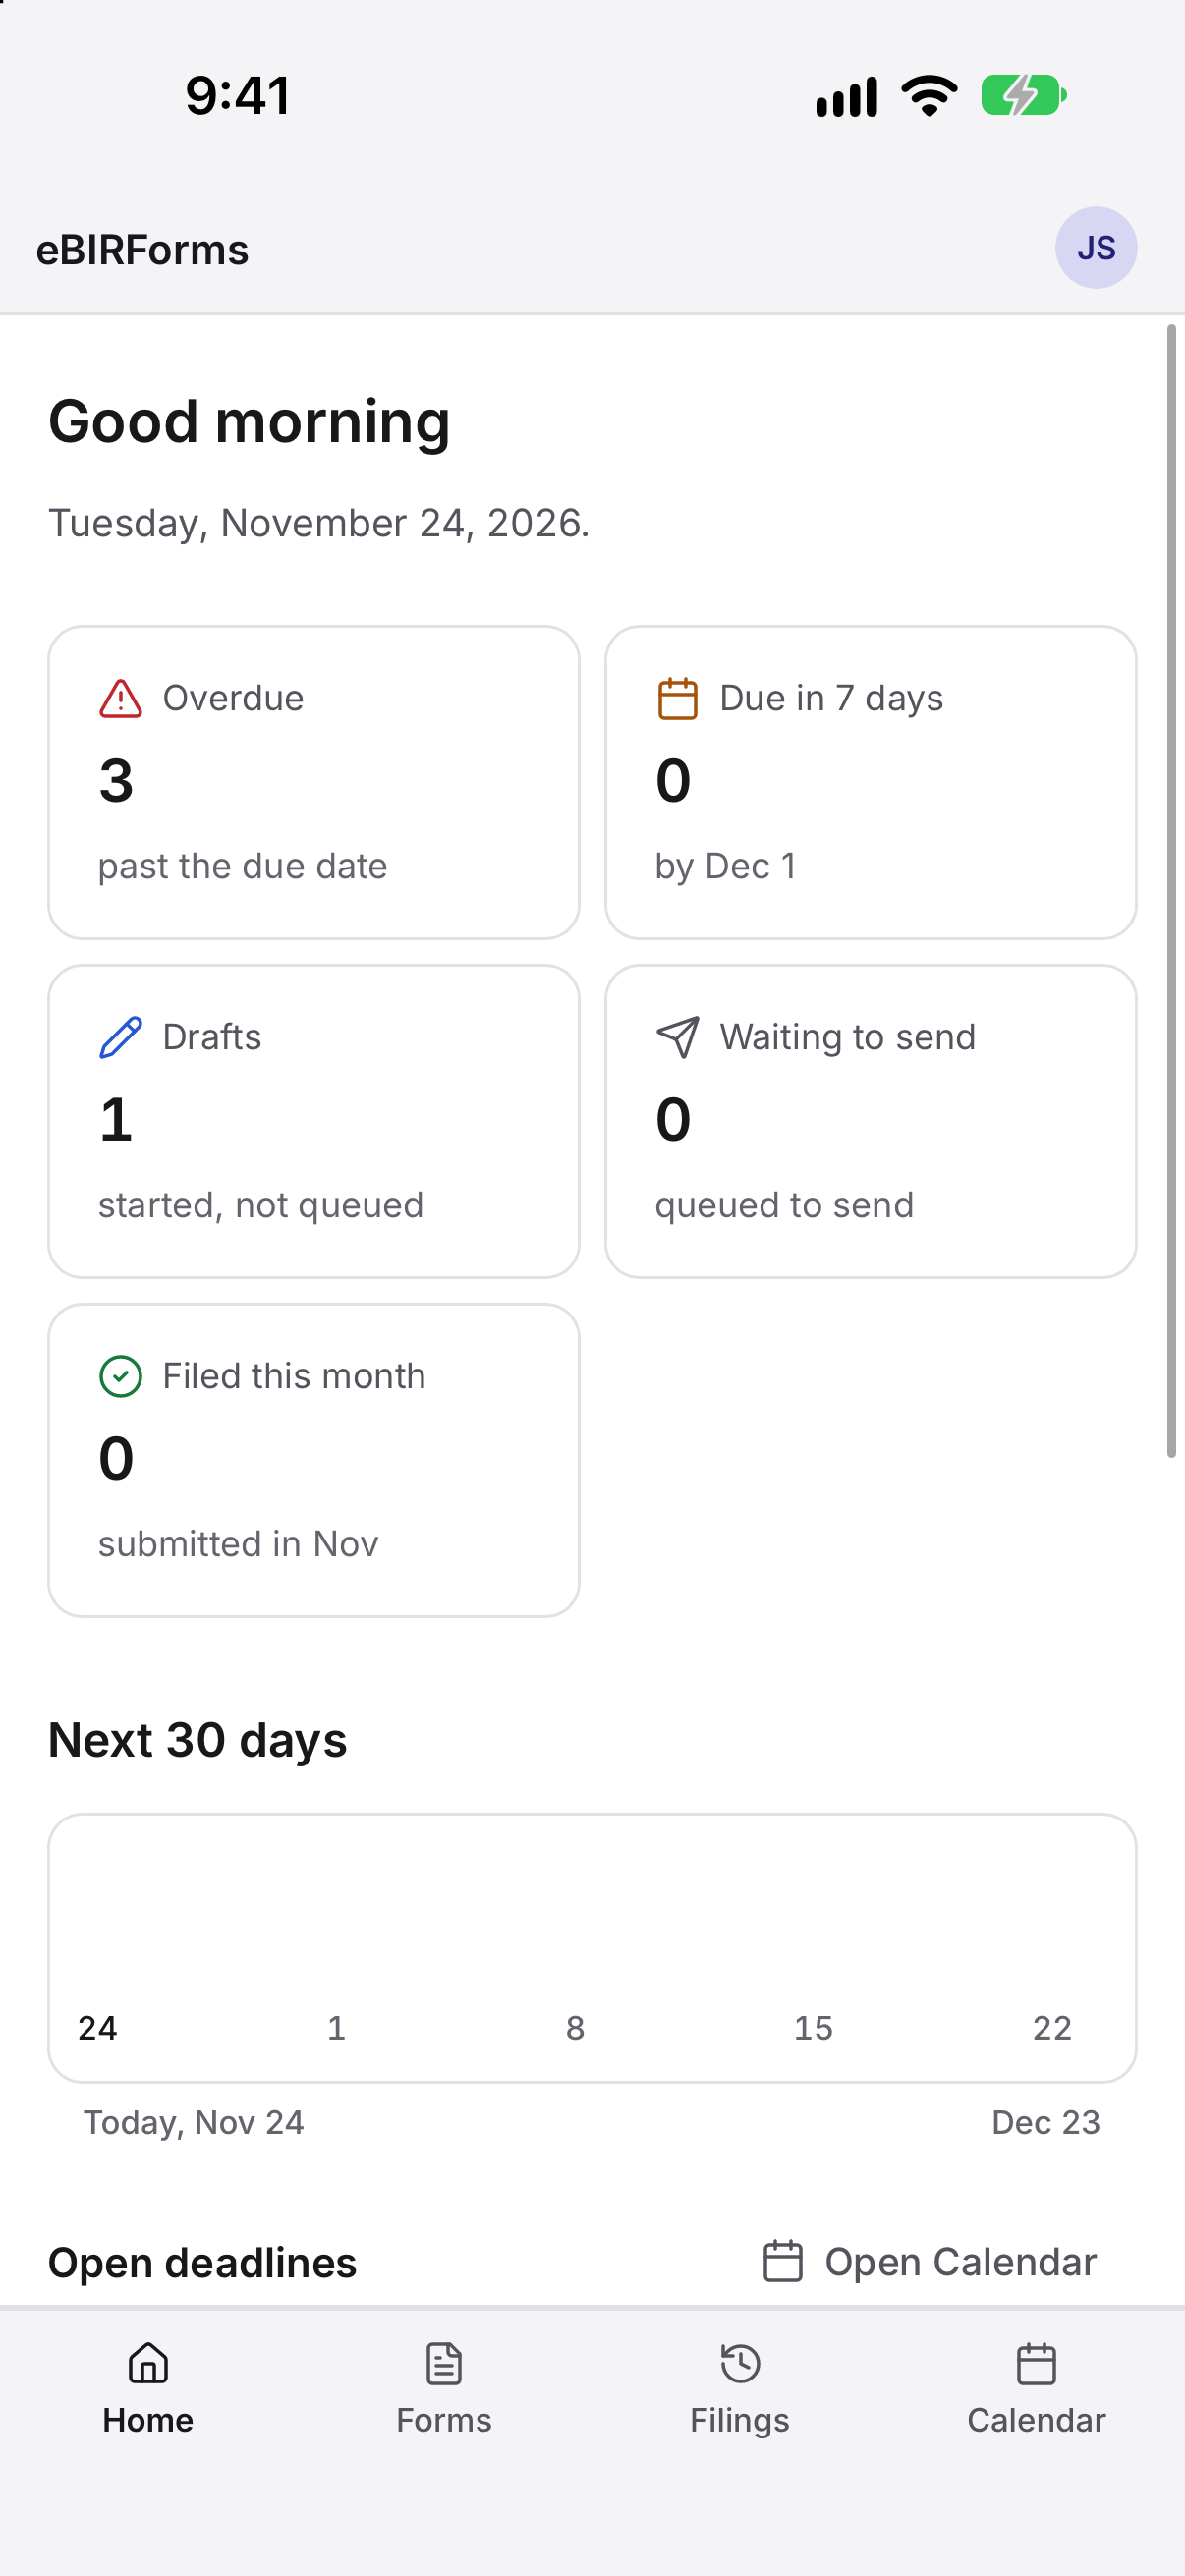 9:41
eBIRForms
JS
Good morning
Tuesday, November 24, 2026.
Overdue
3
past the due date
Due in 7 days
0
by Dec 1
Drafts
1
started, not queued
Waiting to send
0
queued to send
Filed this month
0
submitted in Nov
Next 30 days
24 1 8 15 22
Today, Nov 24 Dec 23
Open deadlines Open Calendar
Home Forms Filings Calendar